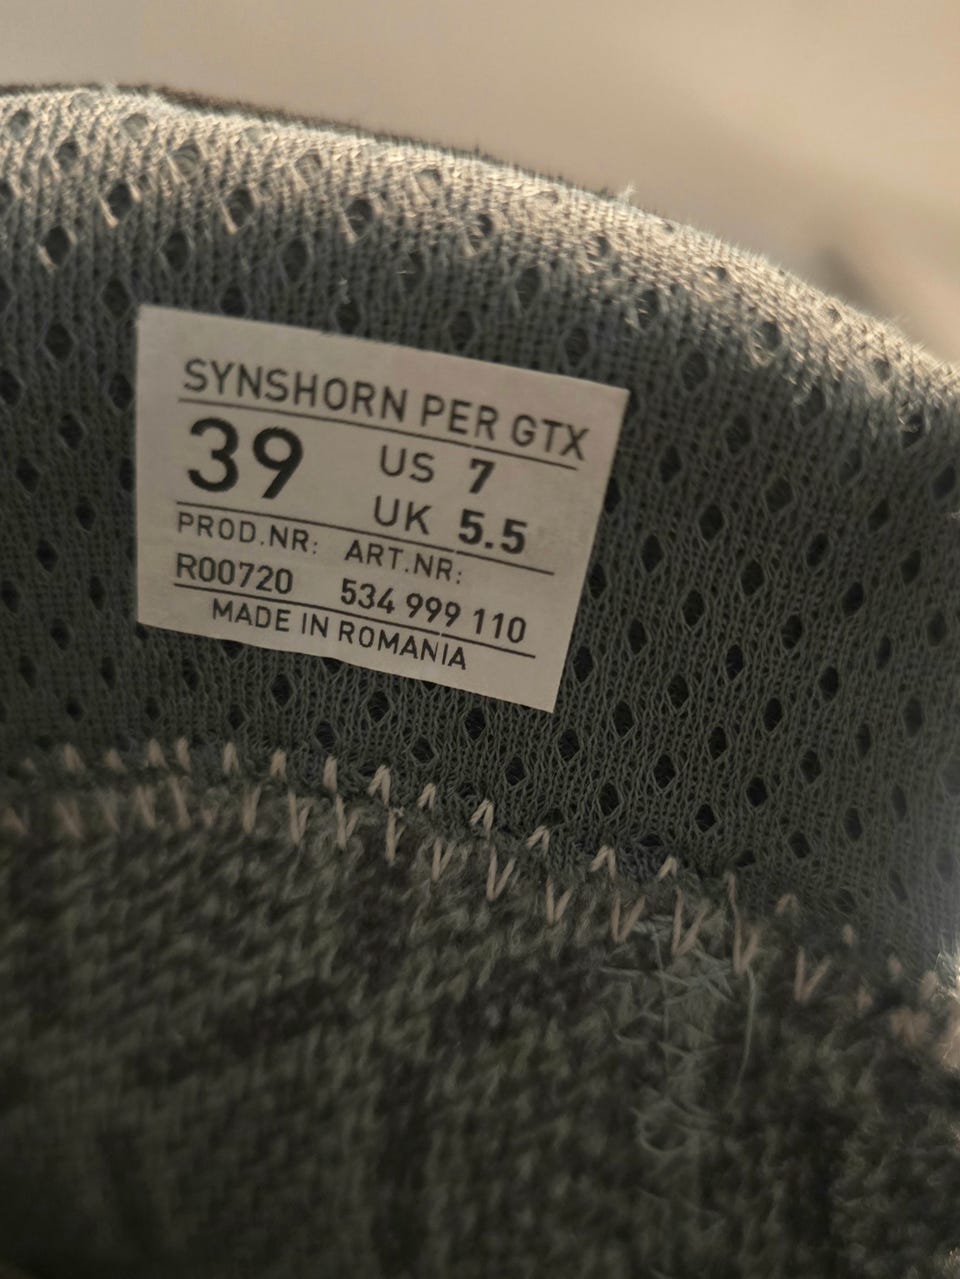 SYNSHORN PER GTX
39 US 7
UK 5.5
PROD.NR: ART.NR:
R00720 534 999 110
MADE IN ROMANIA